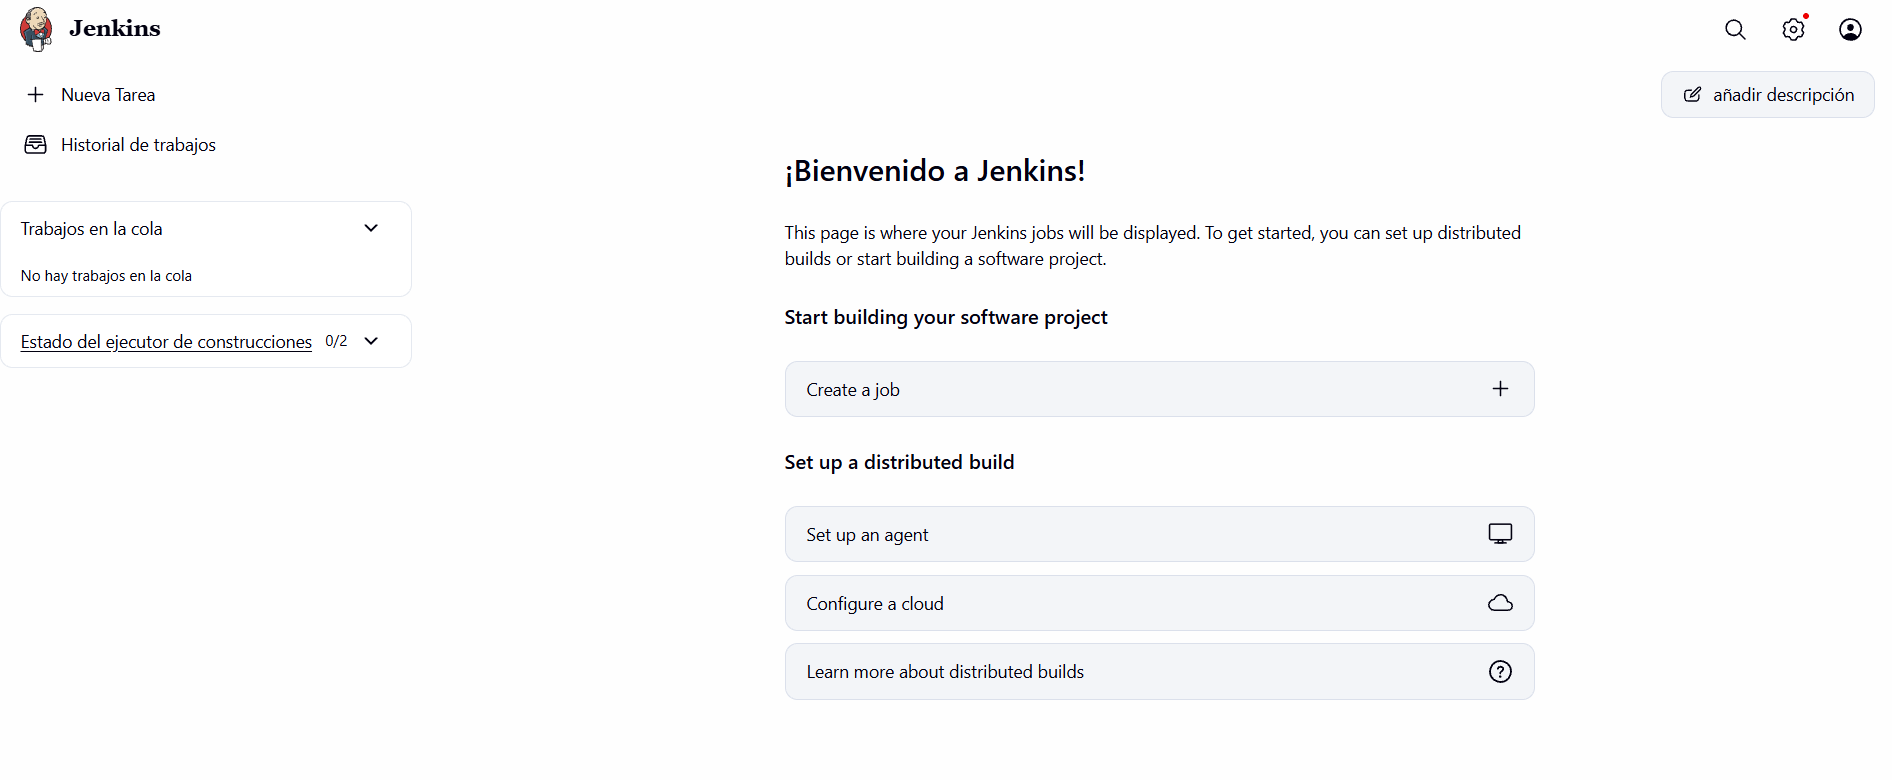 Jenkins
Nueva Tarea
añadir descripción
Historial de trabajos
¡Bienvenido a Jenkins!
Trabajos en la cola
This page is where your Jenkins jobs will be displayed. To get started, you can set up distributed
builds or start building a software project.
No hay trabajos en la cola
Start building your software project
Estado del ejecutor de construcciones 0/2
Create a job
Set up a distributed build
Set up an agent
Configure a cloud
Learn more about distributed builds